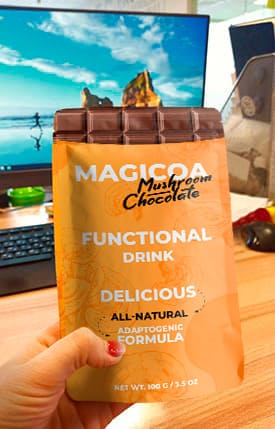 MAGICOA
Mushroom
Chocolate
FUNCTIONAL
DRINK
DELICIOUS
ALL-NATURAL
ADAPTOGENIC
FORMULA
NET WT. 100 G / 3.5 OZ